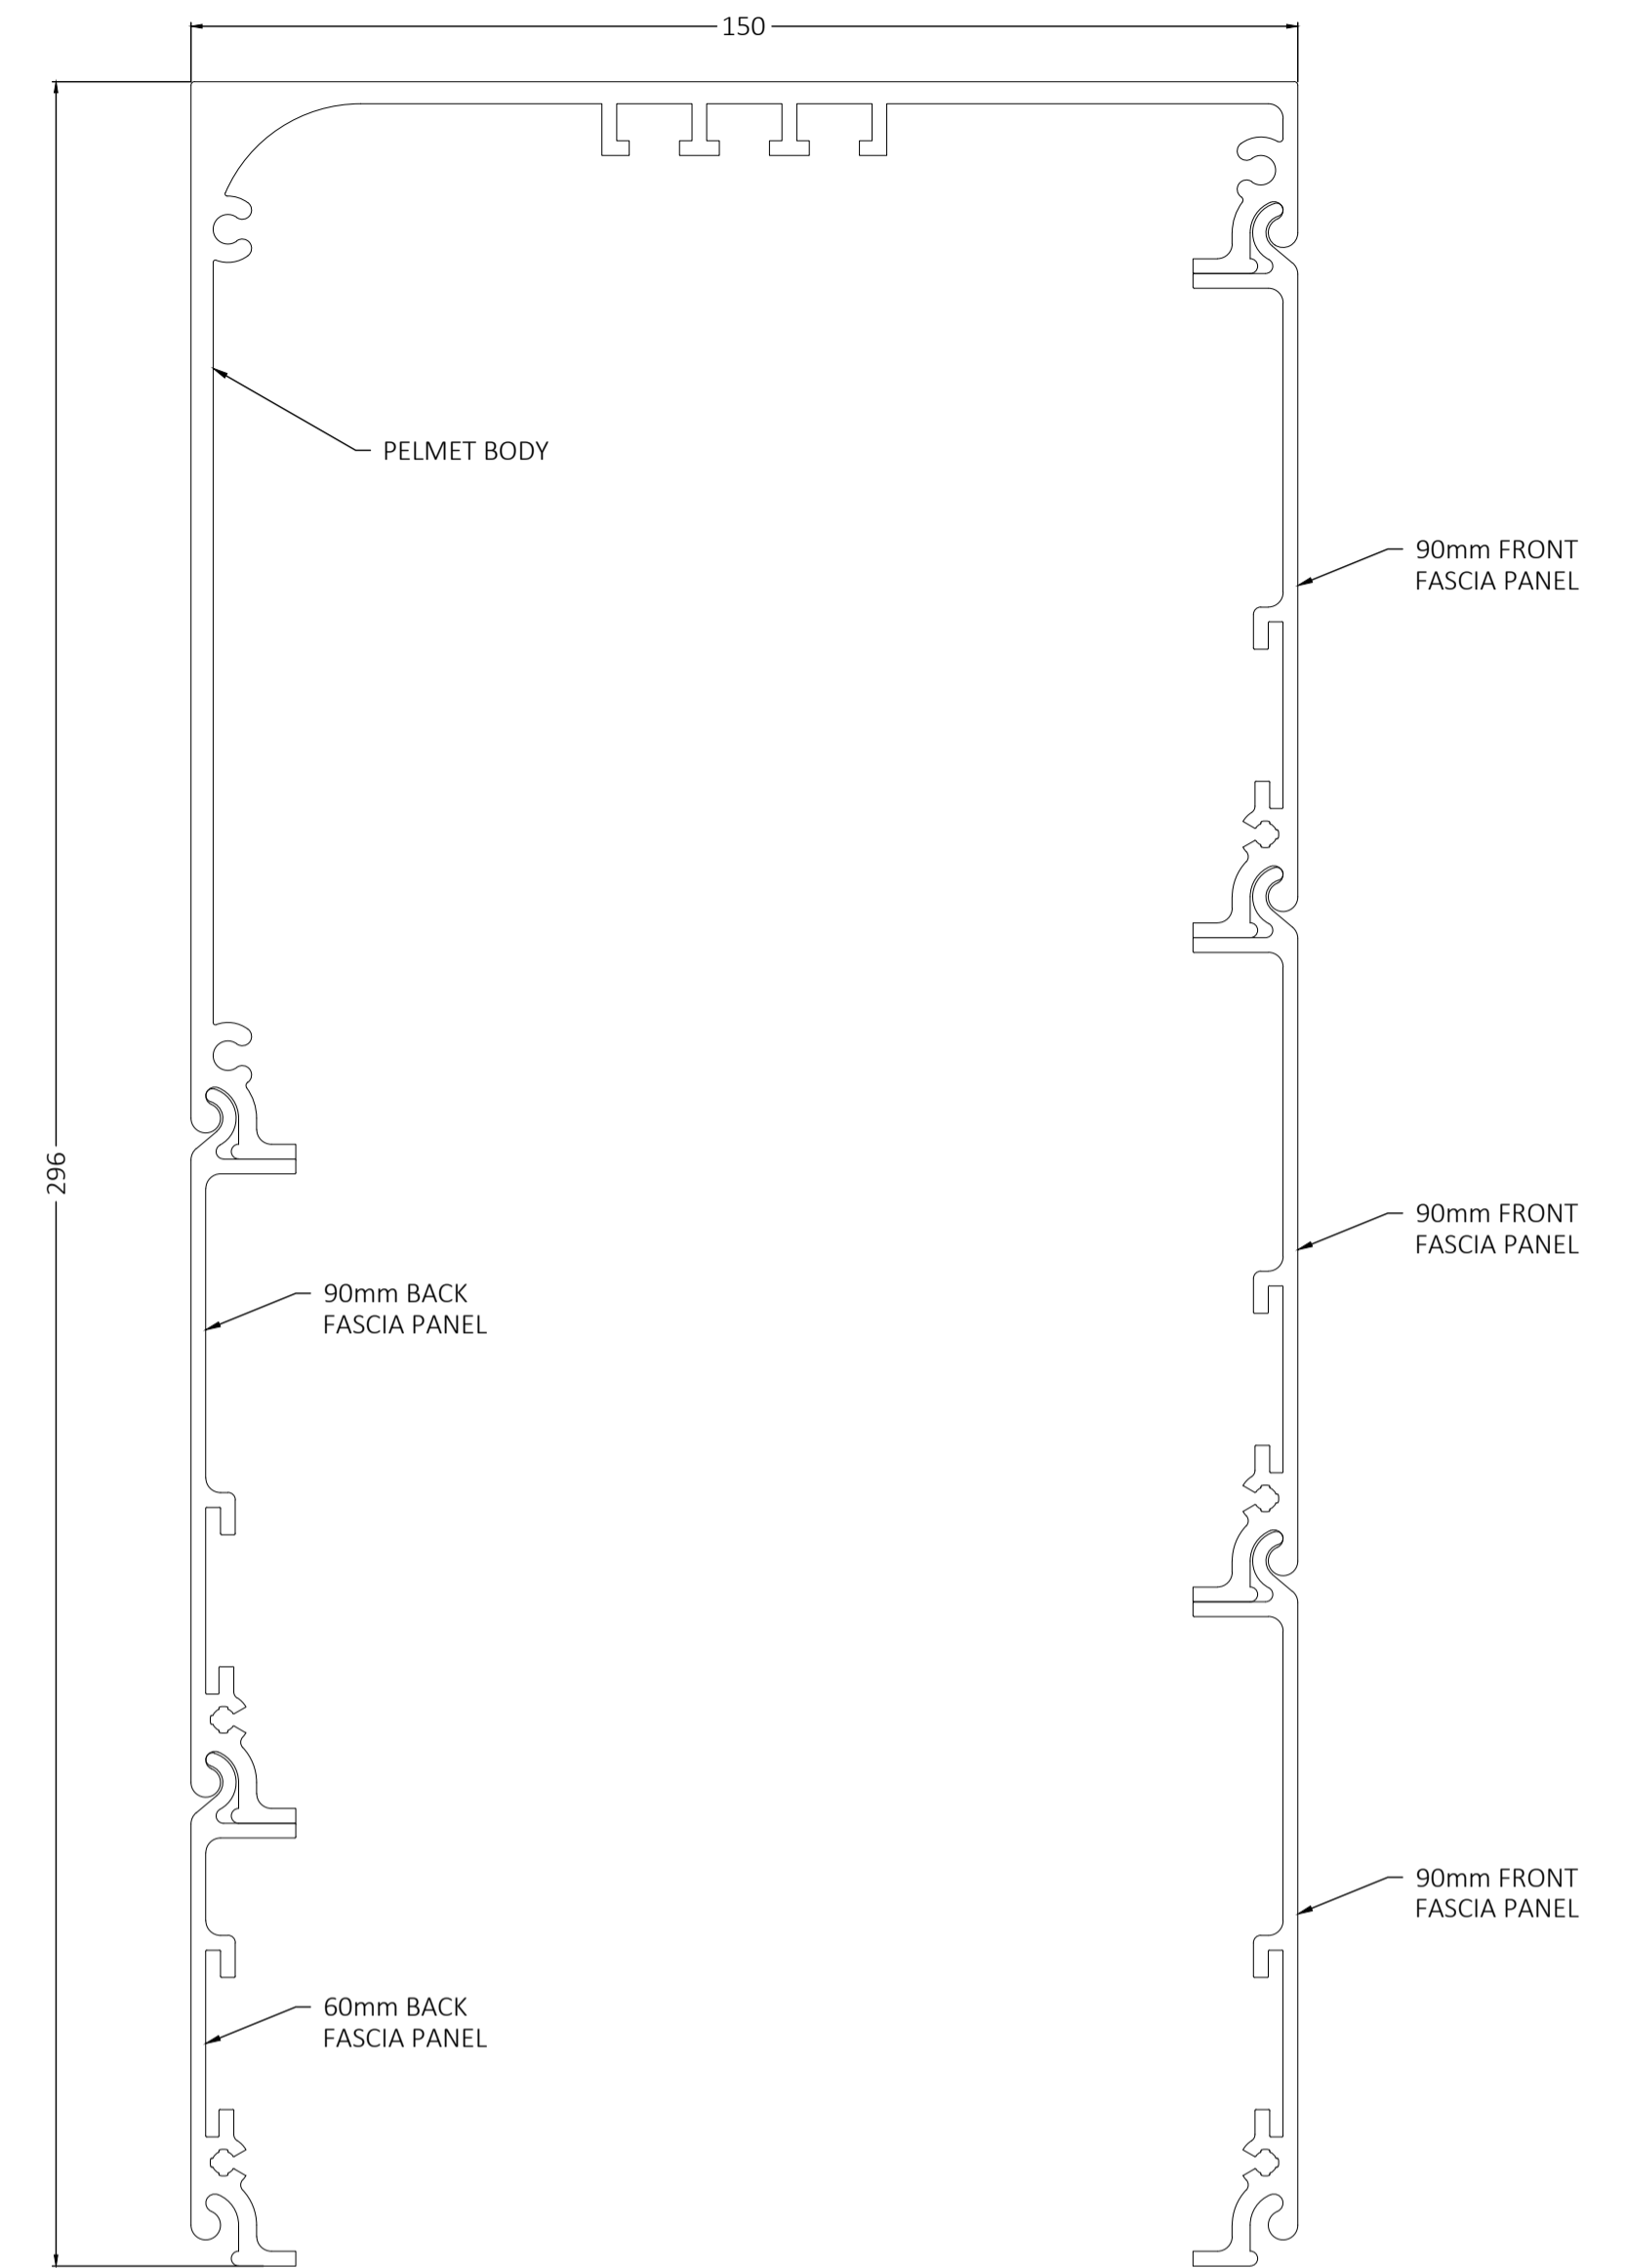 150
PELMET BODY
90mm FRONT
FASCIA PANEL
296
90mm FRONT
FASCIA PANEL
90mm BACK
FASCIA PANEL
90mm FRONT
FASCIA PANEL
60mm BACK
FASCIA PANEL